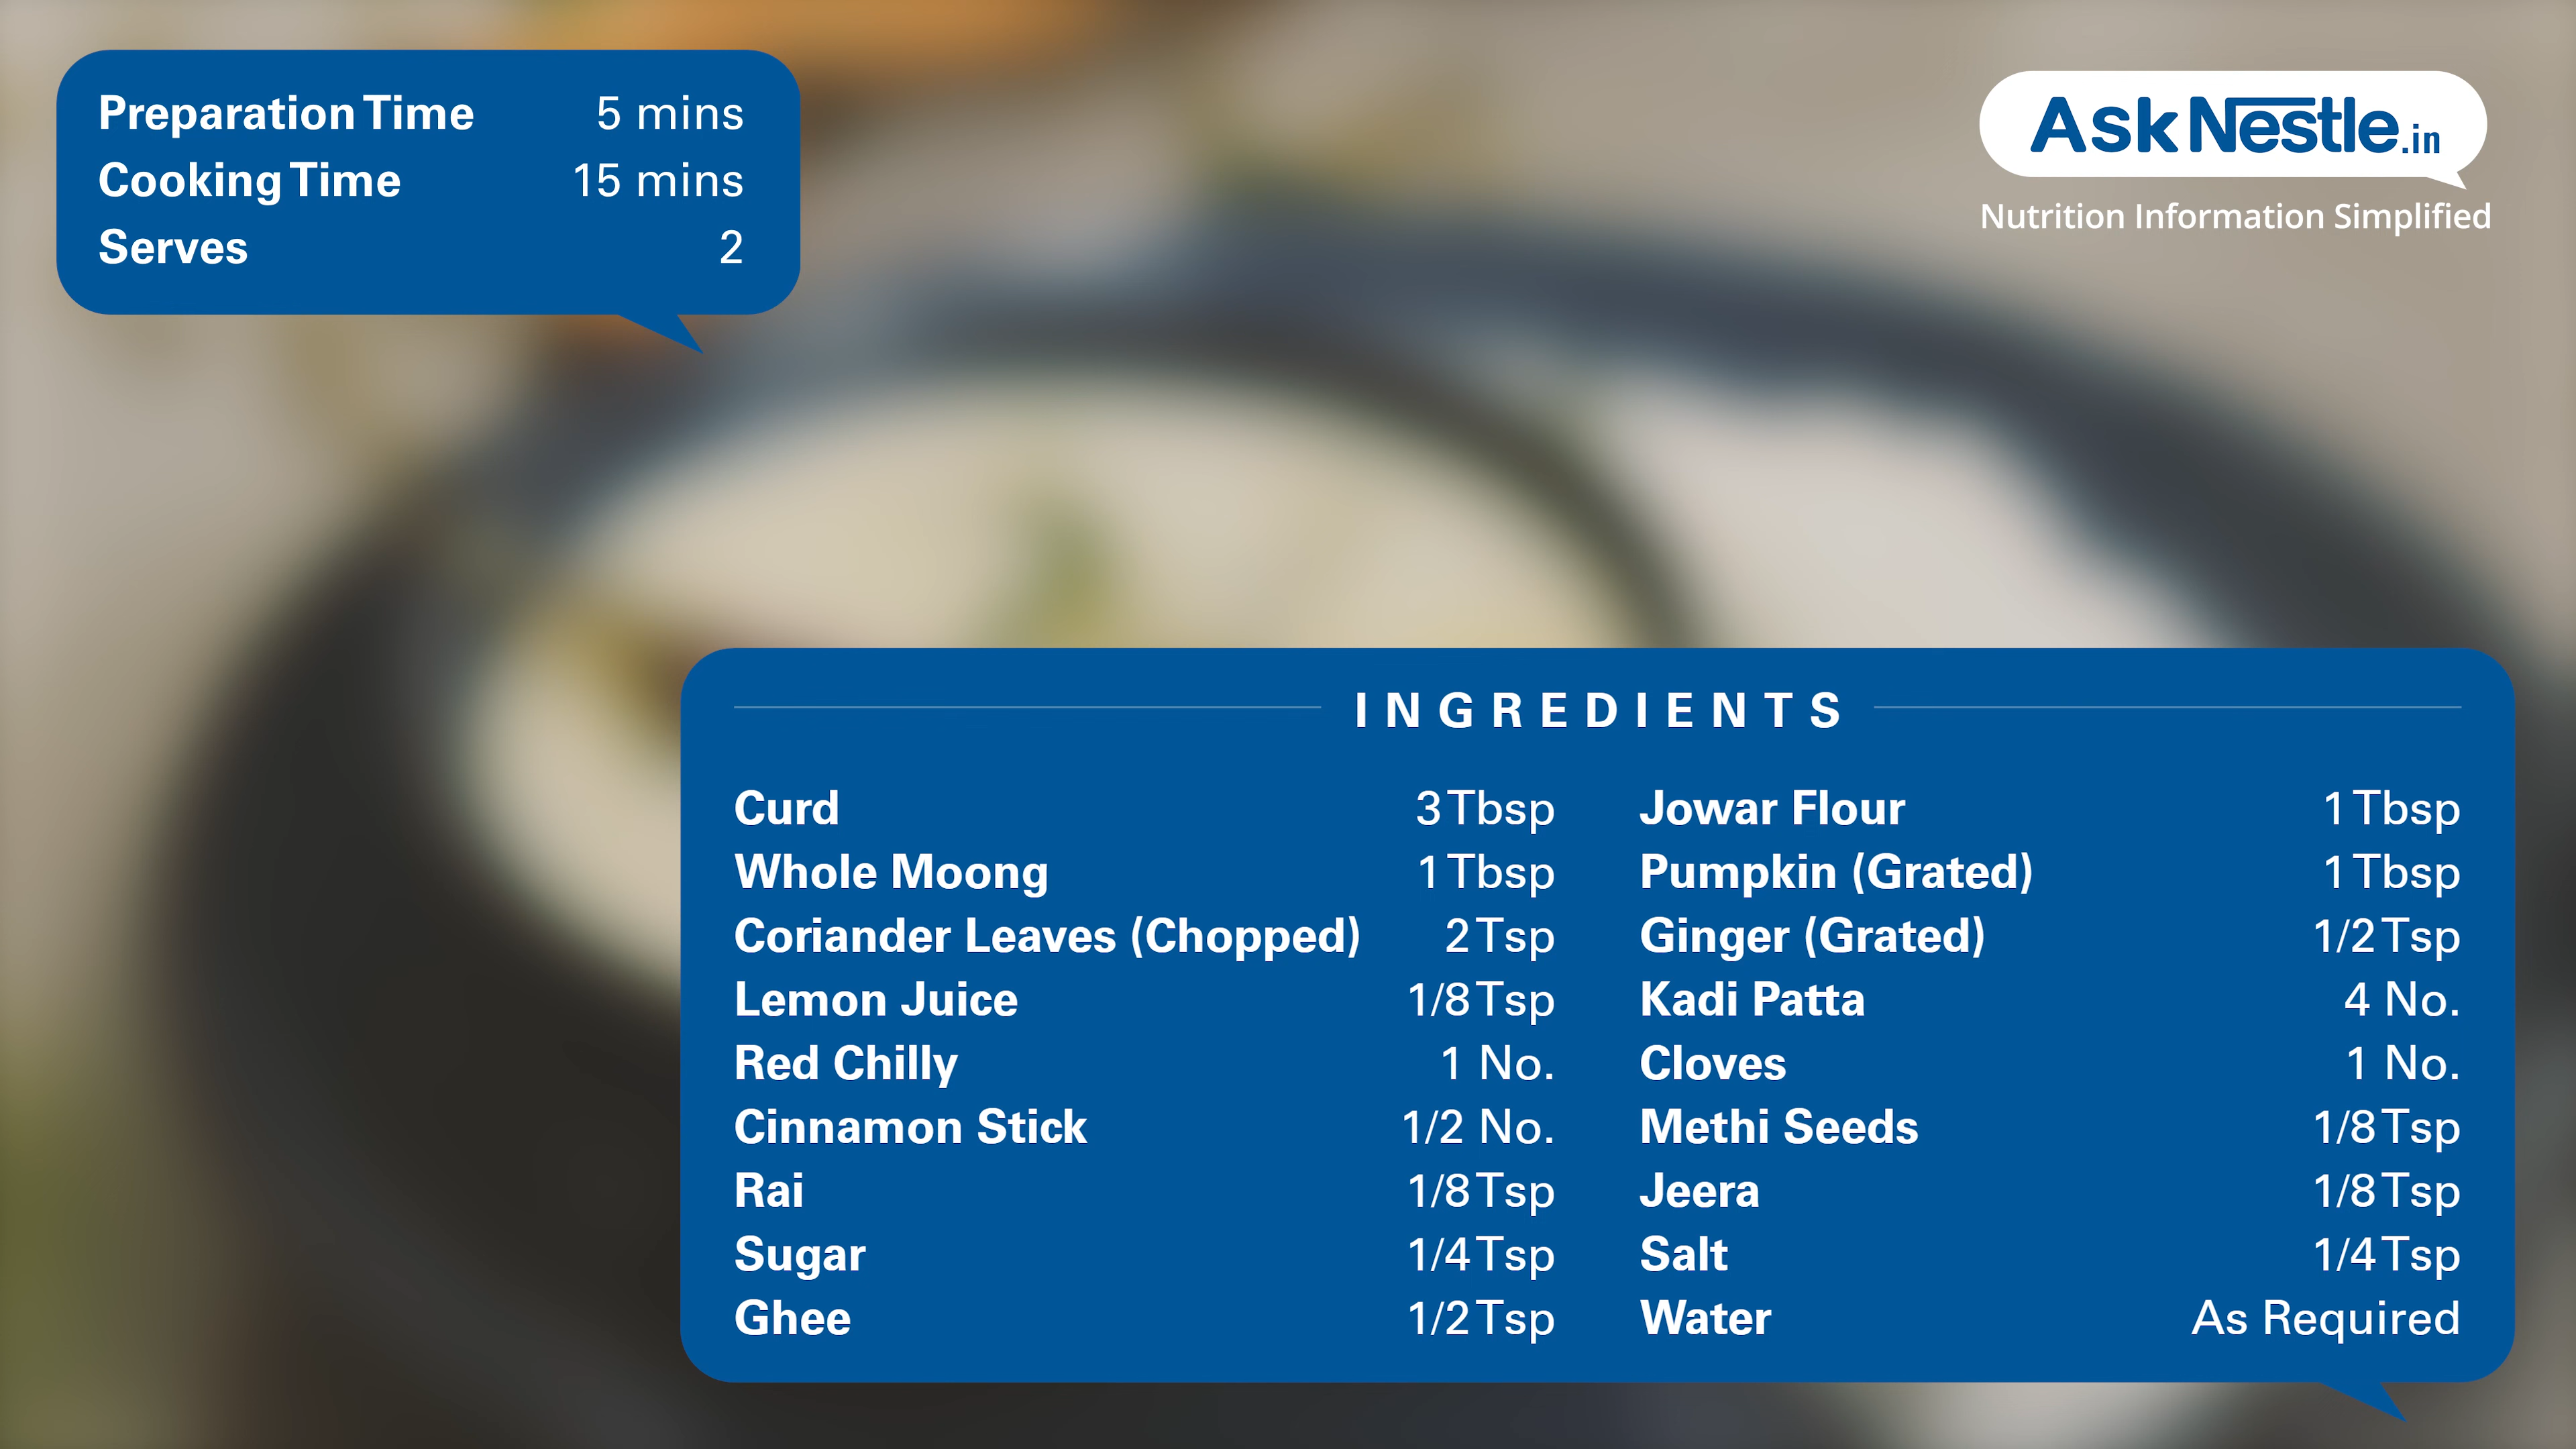 Preparation Time 5 mins
Cooking Time 15 mins
Serves 2
Ask Nestle.in
Nutrition Information Simplified
INGREDIENTS
Curd 3 Tbsp
Whole Moong 1 Tbsp
Coriander Leaves (Chopped) 2 Tsp
Lemon Juice 1/8 Tsp
Red Chilly 1 No.
Cinnamon Stick 1/2 No.
Rai 1/8 Tsp
Sugar 1/4 Tsp
Ghee 1/2 Tsp
Jowar Flour 1 Tbsp
Pumpkin (Grated) 1 Tbsp
Ginger (Grated) 1/2 Tsp
Kadi Patta 4 No.
Cloves 1 No.
Methi Seeds 1/8 Tsp
Jeera 1/8 Tsp
Salt 1/4 Tsp
Water As Required